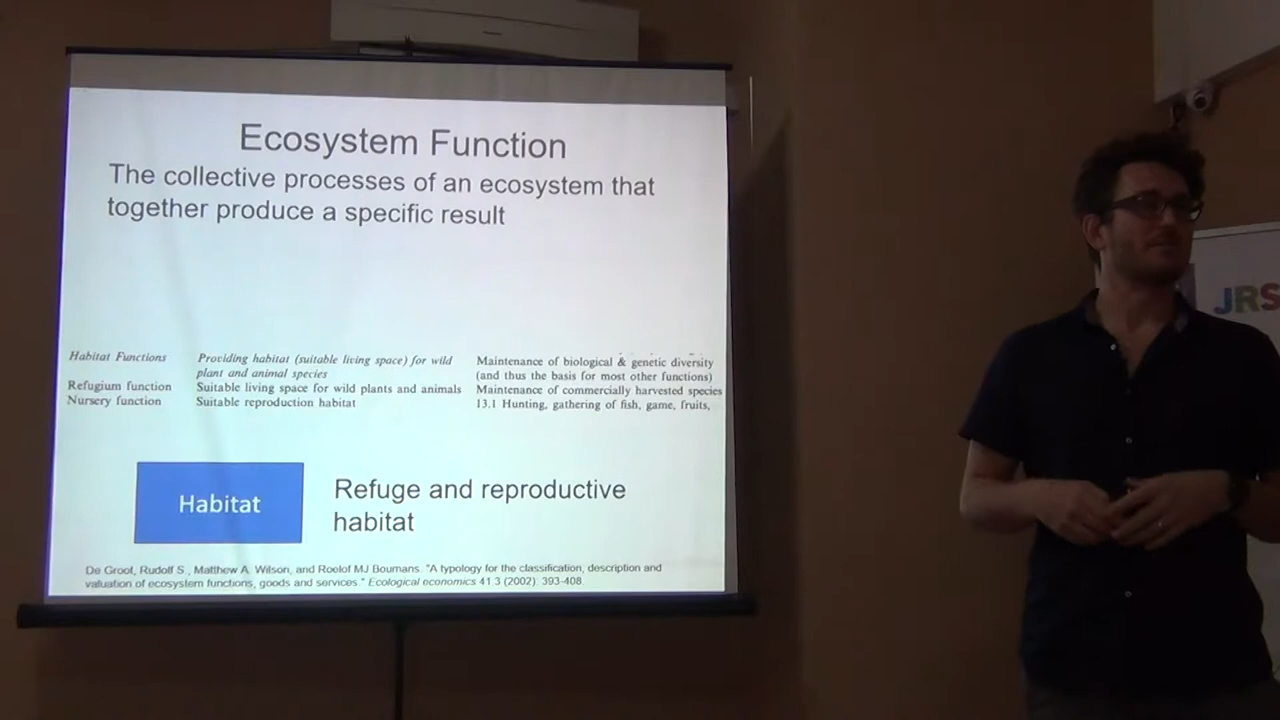 Ecosystem Function
The collective processes of an ecosystem that
together produce a specific result
Habitat Functions
Providing habitat (suitable living space) for wild
plant and animal species
Maintenance of biological & genetic diversity
(and thus the basis for most other functions)
Refugium function
Suitable living space for wild plants and animals
Maintenance of commercially harvested species
Nursery function
Suitable reproduction habitat
13.1 Hunting, gathering of fish, game, fruits,
Habitat
Refuge and reproductive
habitat
De Groot, Rudolf S., Matthew A. Wilson, and Roelof MJ Boumans. "A typology for the classification, description and
valuation of ecosystem functions, goods and services." Ecological economics 41.3 (2002): 393-408.
JRS